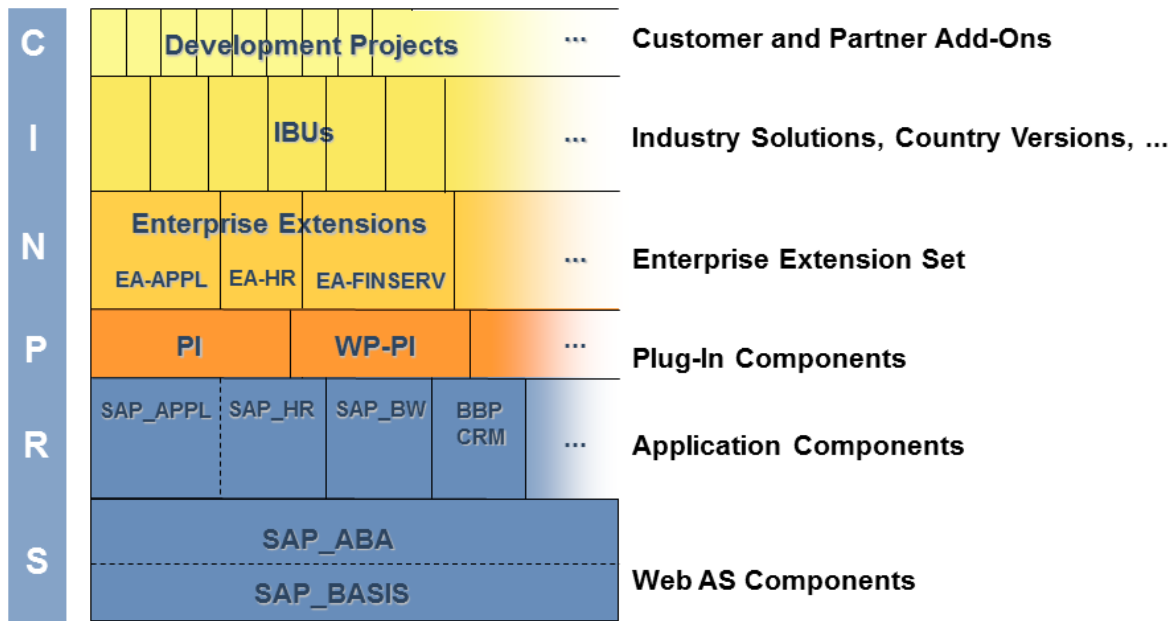 C
Development Projects
...
Customer and Partner Add-Ons
I
IBUs
...
Industry Solutions, Country Versions, ...
N
Enterprise Extensions
EA-APPL
EA-HR
EA-FINSERV
...
Enterprise Extension Set
P
PI
WP-PI
...
Plug-In Components
R
SAP_APPL
SAP_HR
SAP_BW
BBP
CRM
...
Application Components
S
SAP_ABA
SAP_BASIS
Web AS Components